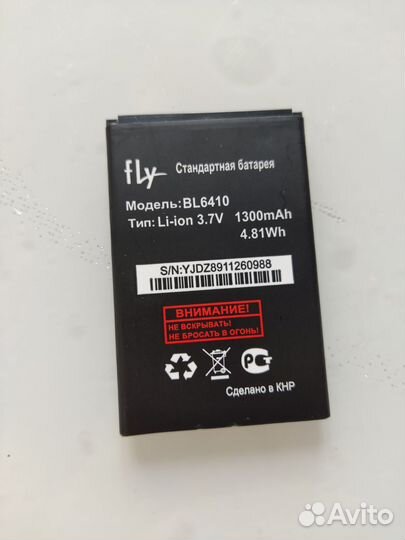 fly Стандартная батарея
Модель:BL6410
Тип: Li-ion 3.7V 1300mAh
4.81Wh
S/N:YJDZ8911260988
ВНИМАНИЕ!
НЕ ВСКРЫВАТЬ!
НЕ БРОСАТЬ В ОГОНЬ!
Сделано в КНР
Avito